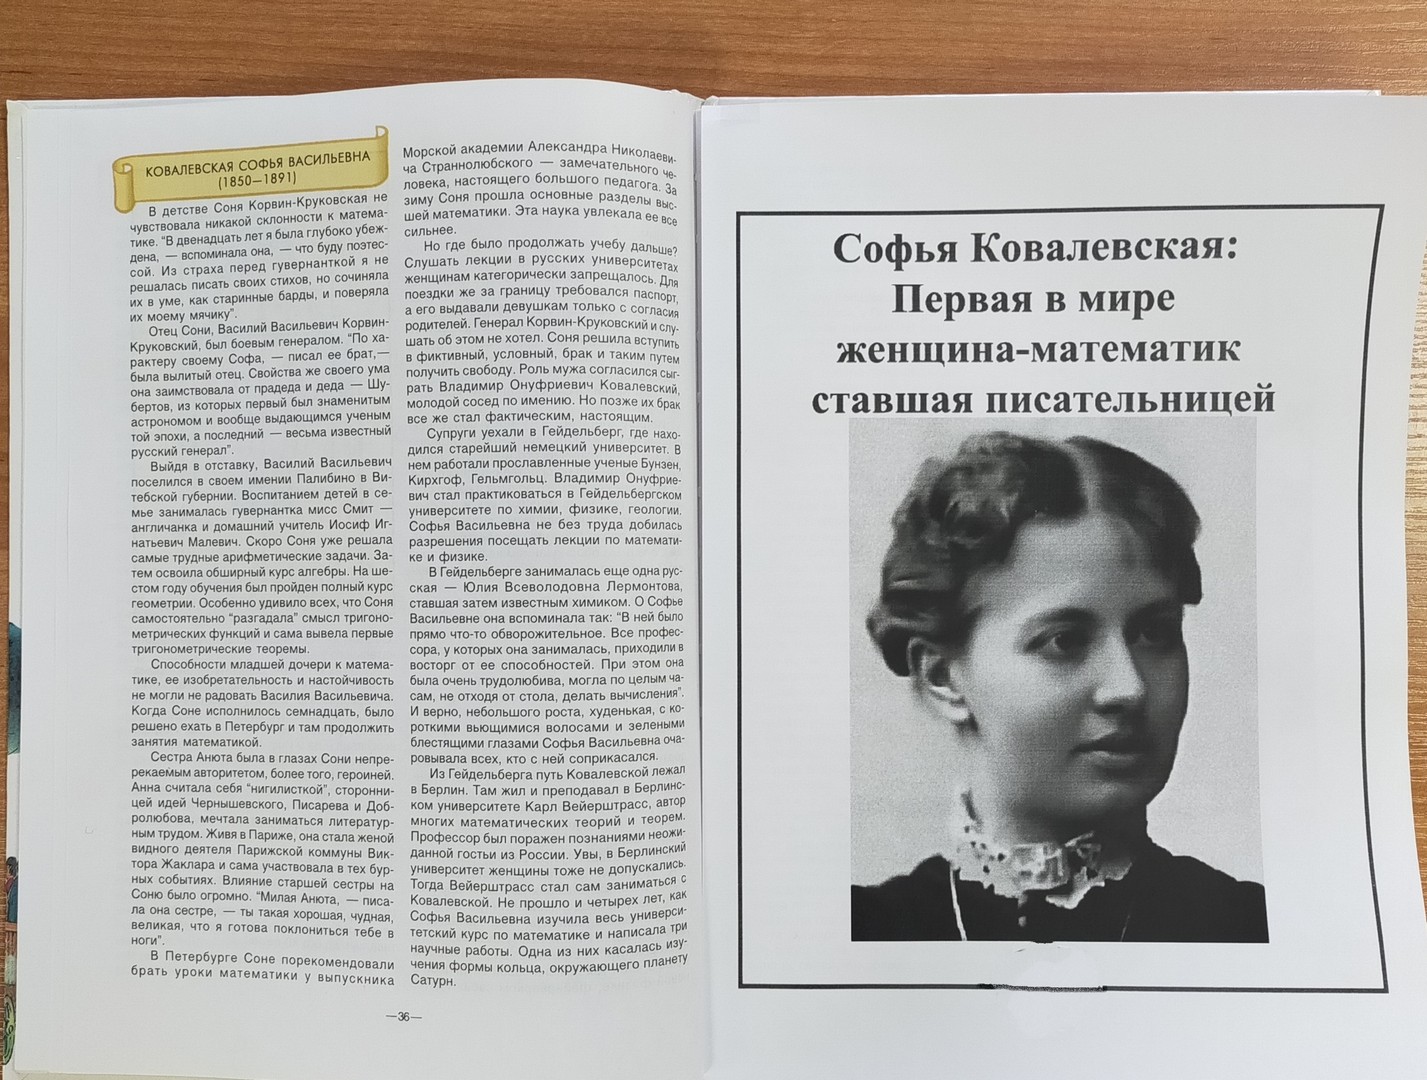 КОВАЛЕВСКАЯ СОФЬЯ ВАСИЛЬЕВНА
(1850—1891)
В детстве Соня Корвин-Круковская не
чувствовала никакой склонности к матема-
тике. “В двенадцать лет я была глубоко убеж-
дена, — вспоминала она, — что буду поэтес-
сой. Из страха перед гувернанткой я не
решалась писать своих стихов, но сочиняла
их в уме, как старинные барды, и поверяла
их моему мячику”.
Отец Сони, Василий Васильевич Корвин-
Круковский, был боевым генералом. “По ха-
рактеру своему Софа, — писал ее брат,—
была вылитый отец. Свойства же своего ума
она заимствовала от прадеда и деда — Шу-
бертов, из которых первый был знаменитым
астрономом и вообще выдающимся ученым
той эпохи, а последний — весьма известный
русский генерал”.
Выйдя в отставку, Василий Васильевич
поселился в своем имении Палибино в Ви-
тебской губернии. Воспитанием детей в се-
мье занималась гувернантка мисс Смит —
англичанка и домашний учитель Иосиф Иг-
натьевич Малевич. Скоро Соня уже решала
самые трудные арифметические задачи. За-
тем освоила обширный курс алгебры. На ше-
стом году обучения был пройден полный курс
геометрии. Особенно удивило всех, что Соня
самостоятельно “разгадала” смысл тригоно-
метрических функций и сама вывела первые
тригонометрические теоремы.
Способности младшей дочери к матема-
тике, ее изобретательность и настойчивость
не могли не радовать Василия Васильевича.
Когда Соне исполнилось семнадцать, было
решено ехать в Петербург и там продолжить
занятия математикой.
Сестра Анюта была в глазах Сони непре-
рекаемым авторитетом, более того, героиней.
Анна считала себя “нигилисткой”, сторонни-
цей идей Чернышевского, Писарева и Доб-
ролюбова, мечтала заниматься литератур-
ным трудом. Живя в Париже, она стала женой
видного деятеля Парижской коммуны Вик-
тора Жаклара и сама участвовала в тех бур-
ных событиях. Влияние старшей сестры на
Соню было огромно. “Милая Анюта, — писа-
ла она сестре, — ты такая хорошая, чудная,
великая, что я готова поклониться тебе в
ноги”.
В Петербурге Соне порекомендовали
брать уроки математики у выпускника
Морской академии Александра Николаеви-
ча Страннолюбского — замечательного че-
ловека, настоящего большого педагога. За
зиму Соня прошла основные разделы выс-
шей математики. Эта наука увлекала ее все
сильнее.
Но где было продолжать учебу дальше?
Слушать лекции в русских университетах
женщинам категорически запрещалось. Для
поездки же за границу требовался паспорт,
а его выдавали девушкам только с согласия
родителей. Генерал Корвин-Круковский и слу-
шать об этом не хотел. Соня решила вступить
в фиктивный, условный, брак и таким путем
получить свободу. Роль мужа согласился сыг-
рать Владимир Онуфриевич Ковалевский,
молодой сосед по имению. Но позже их брак
все же стал фактическим, настоящим.
Супруги уехали в Гейдельберг, где нахо-
дился старейший немецкий университет. В
нем работали прославленные ученые Бунзен,
Кирхгоф, Гельмгольц. Владимир Онуфрие-
вич стал практиковаться в Гейдельбергском
университете по химии, физике, геологии.
Софья Васильевна не без труда добилась
разрешения посещать лекции по математи-
ке и физике.
В Гейдельберге занималась еще одна рус-
ская — Юлия Всеволодовна Лермонтова,
ставшая затем известным химиком. О Софье
Васильевне она вспоминала так: “В ней было
прямо что-то обворожительное. Все профес-
сора, у которых она занималась, приходили в
восторг от ее способностей. При этом она
была очень трудолюбива, могла по целым ча-
сам, не отходя от стола, делать вычисления”.
И верно, небольшого роста, худенькая, с ко-
роткими вьющимися волосами и зелеными
блестящими глазами Софья Васильевна оча-
ровывала всех, кто с ней соприкасался.
Из Гейдельберга путь Ковалевской лежал
в Берлин. Там жил и преподавал в Берлинс-
ком университете Карл Вейерштрасс, автор
многих математических теорий и теорем.
Профессор был поражен познаниями неожи-
данной гостьи из России. Увы, в Берлинский
университет женщины тоже не допускались.
Тогда Вейерштрасс стал сам заниматься с
Ковалевской. Не прошло и четырех лет, как
Софья Васильевна изучила весь универси-
тетский курс по математике и написала три
научные работы. Одна из них касалась изу-
чения формы кольца, окружающего планету
Сатурн.
—36—
Софья Ковалевская:
Первая в мире
женщина-математик
ставшая писательницей